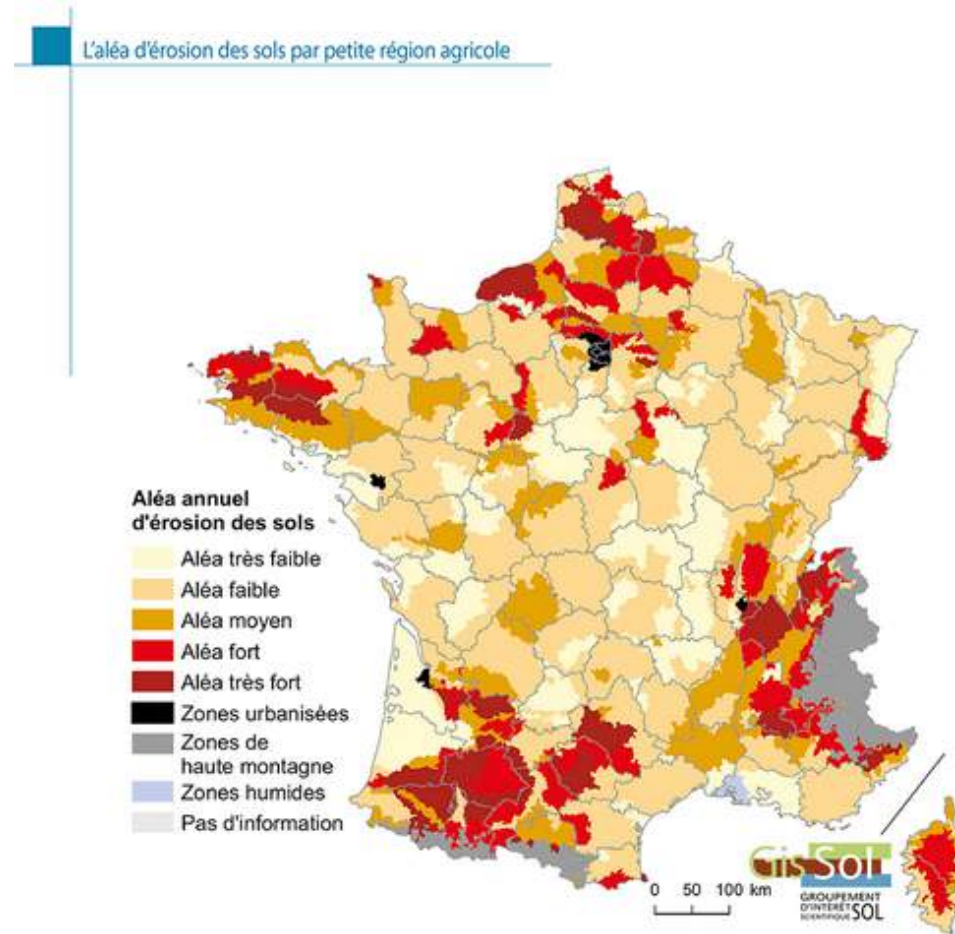 L'aléa d'érosion des sols par petite région agricole
Aléa annuel
d'érosion des sols
Aléa très faible
Aléa faible
Aléa moyen
Aléa fort
Aléa très fort
Zones urbanisées
Zones de
haute montagne
Zones humides
Pas d'information
0 50 100 km
Gis Sol
GROUPEMENT
D'INTÉRÊT
SCIENTIFIQUE SOL